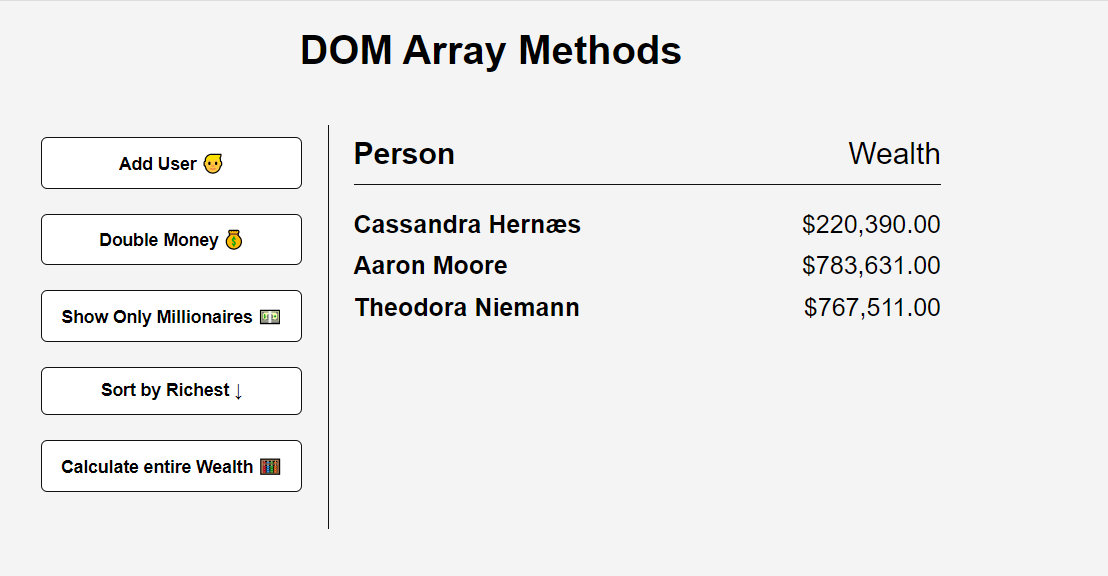 DOM Array Methods
Add User 👱
Double Money 💰
Show Only Millionaires 💵
Sort by Richest ↓
Calculate entire Wealth 🧮
Person Wealth
Cassandra Hernæs $220,390.00
Aaron Moore $783,631.00
Theodora Niemann $767,511.00